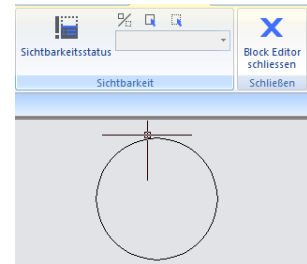 Sichtbarkeitsstatus
Block Editor
schliessen
Sichtbarkeit
Schließen